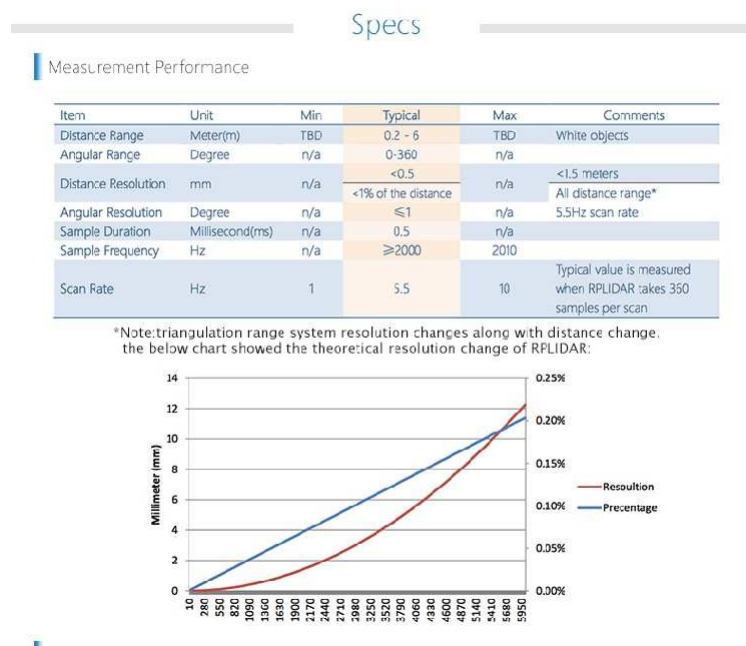 Specs
Measurement Performance
Item Unit Min Typical Max Comments
Distance Range Meter(m) TBD 0.2 - 6 TBD White objects
Angular Range Degree n/a 0-360 n/a
Distance Resolution mm n/a <0.5 n/a <1.5 meters
<1% of the distance All distance range*
Angular Resolution Degree n/a ≤1 n/a 5.5Hz scan rate
Sample Duration Millisecond(ms) n/a 0.5 n/a
Sample Frequency Hz n/a ≥2000 2010
Scan Rate Hz 1 5.5 10 Typical value is measured
when RPLIDAR takes 360
samples per scan
*Note:triangulation range system resolution changes along with distance change,
the below chart showed the theoretical resolution change of RPLIDAR:
Millimeter (mm)
14
12
10
8
6
4
2
0
0.25%
0.20%
0.15%
0.10%
0.05%
0.00%
Resoultion
Precentage
10 280 550 820 1090 1360 1630 1900 2170 2440 2710 2980 3250 3520 3790 4060 4330 4600 4870 5140 5410 5680 5950